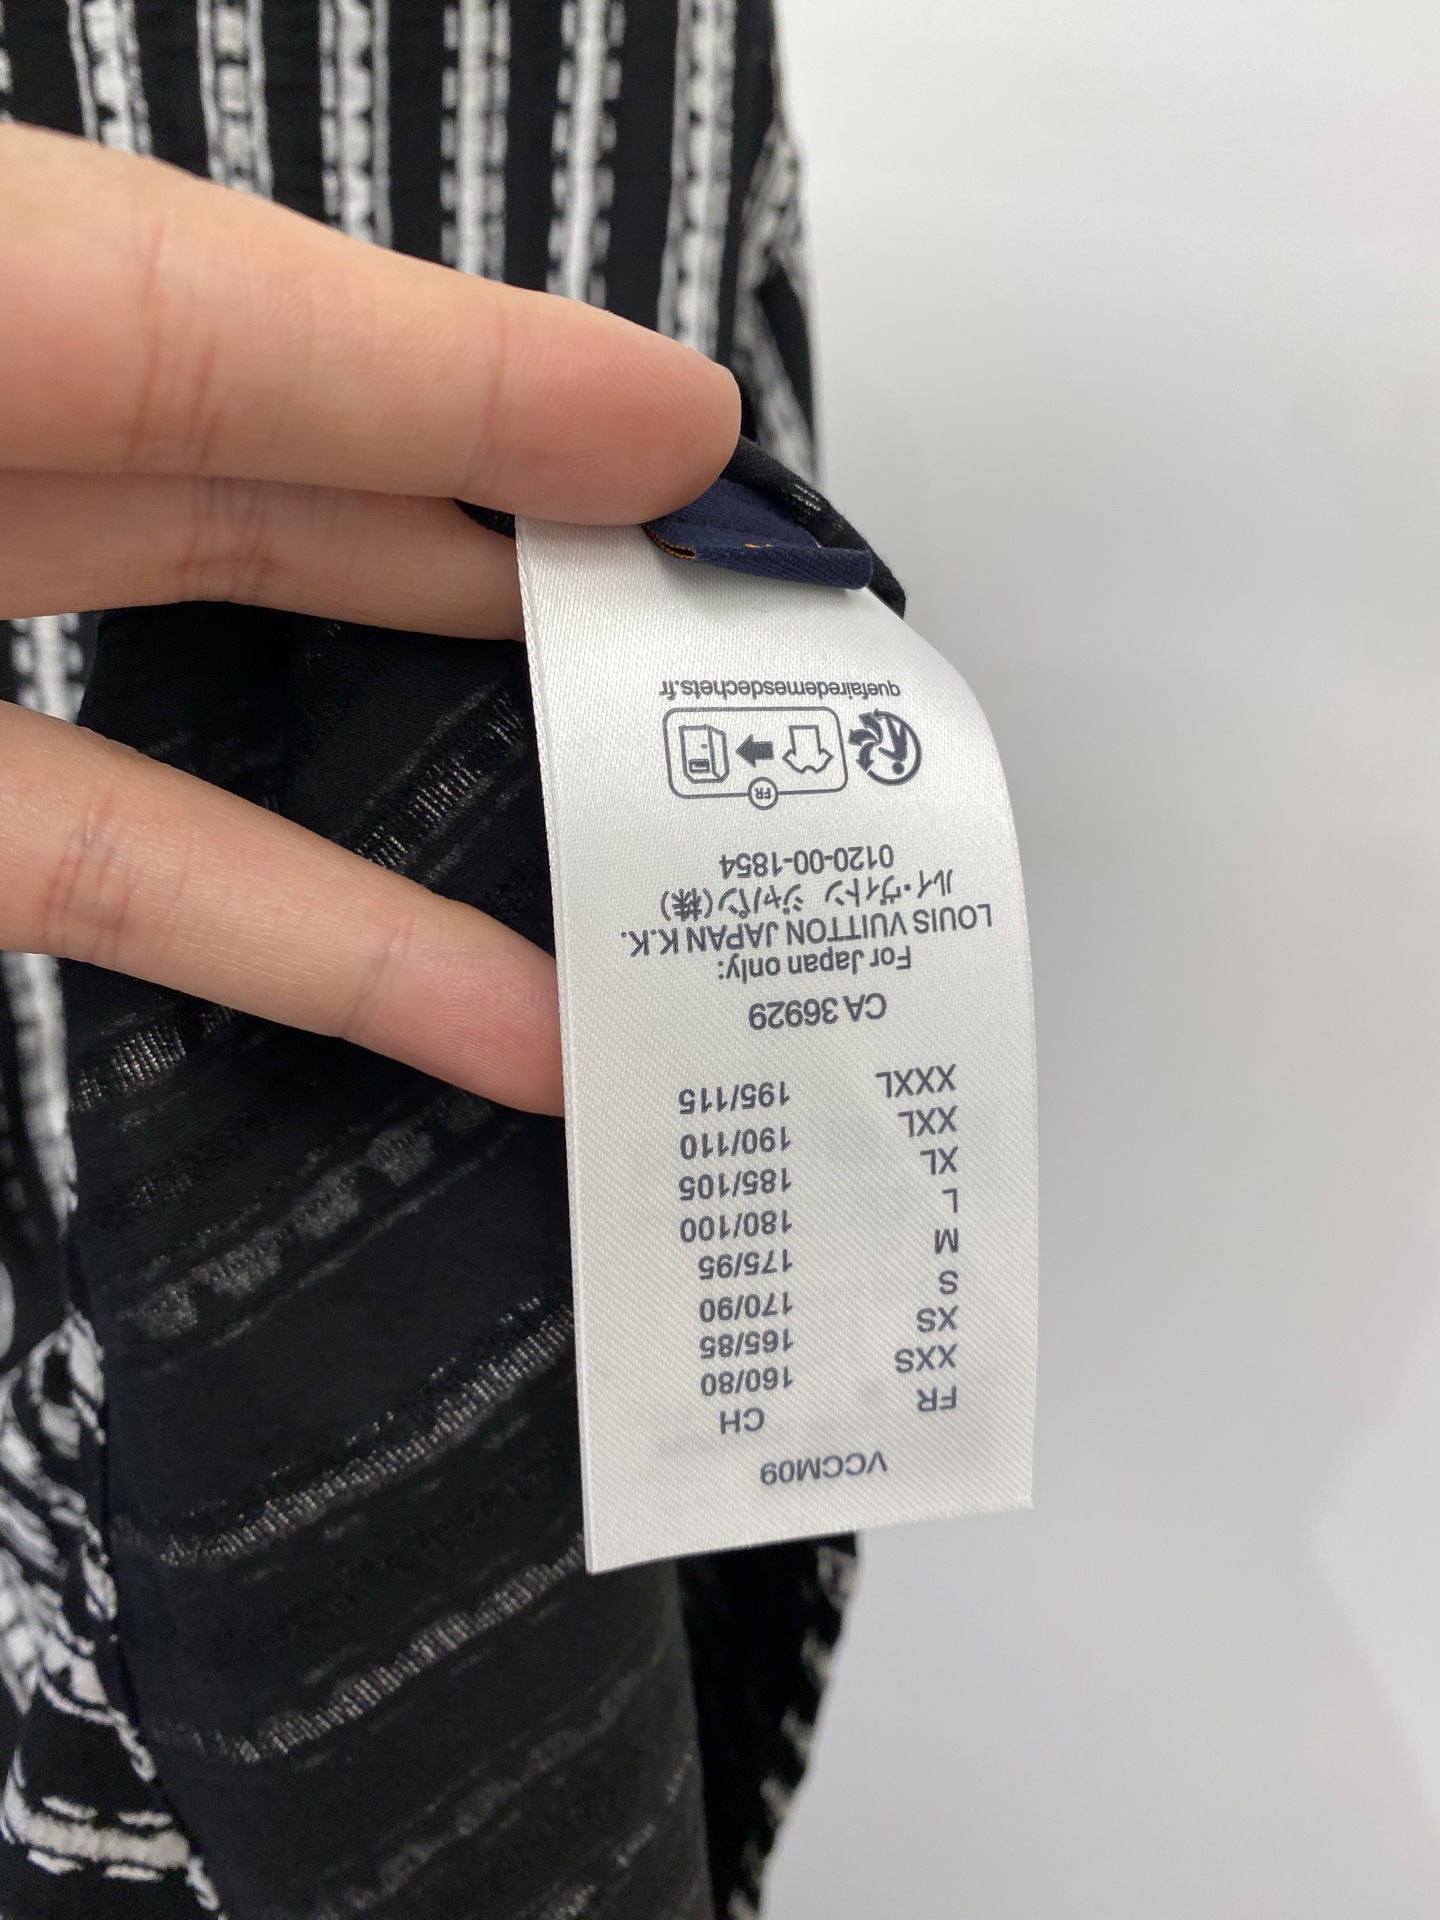 VCCM09
FR CH
XXS 160/80
XS 165/85
S 170/90
M 175/95
L 180/100
XL 185/105
XXL 190/110
XXXL 195/115
CA 36929
For Japan only:
LOUIS VUITTON JAPAN K.K.
ルイ・ヴィトン ジャパン(株)
0120-00-1854
FR
quefairedemesdechets.fr